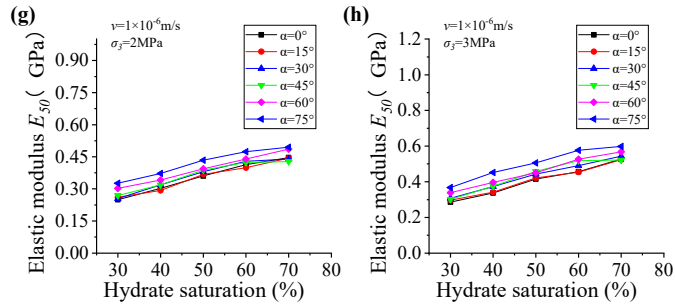 (g)
v=1×10⁻⁶m/s
σ₃=2MPa
α=0°
α=15°
α=30°
α=45°
α=60°
α=75°
Elastic modulus E₅₀( GPa)
1.05
0.90
0.75
0.60
0.45
0.30
0.15
0.00
30 40 50 60 70 80
Hydrate saturation (%)
(h)
v=1×10⁻⁶m/s
σ₃=3MPa
α=0°
α=15°
α=30°
α=45°
α=60°
α=75°
Elastic modulus E₅₀( GPa)
1.2
1.0
0.8
0.6
0.4
0.2
0.0
30 40 50 60 70 80
Hydrate saturation (%)